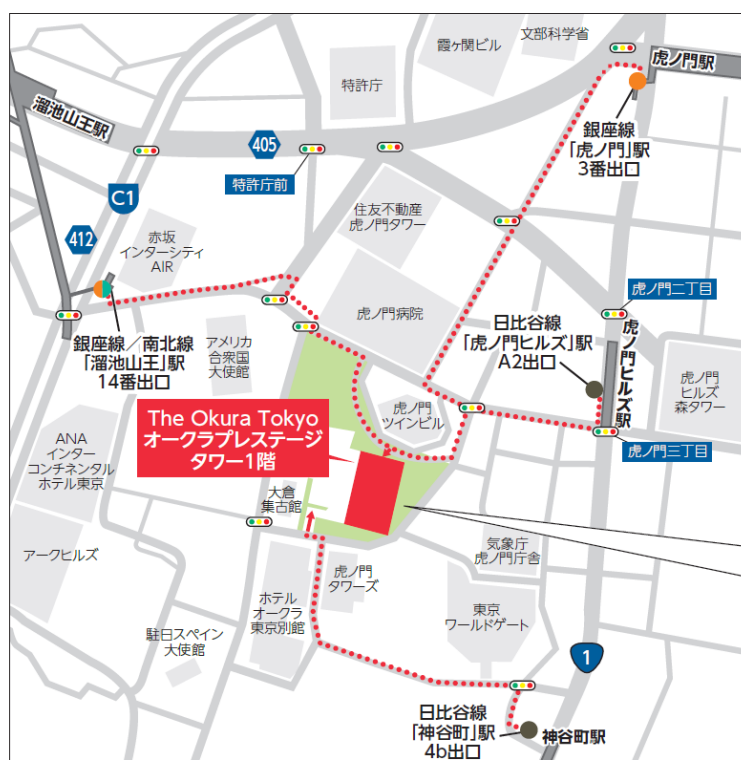 文部科学省
霞ヶ関ビル
虎ノ門駅
特許庁
溜池山王駅
銀座線
「虎ノ門」駅
3番出口
405
特許庁前
C1
住友不動産
虎ノ門タワー
412
赤坂
インターシティ
AIR
虎ノ門二丁目
虎ノ門病院
日比谷線
「虎ノ門ヒルズ」駅
A2出口
虎ノ門ヒルズ駅
銀座線/南北線
「溜池山王」駅
14番出口
アメリカ
合衆国
大使館
虎ノ門
ヒルズ
森タワー
The Okura Tokyo
オークラプレステージ
タワー1階
虎ノ門
ツインビル
虎ノ門三丁目
ANA
インター
コンチネンタル
ホテル東京
大倉
集古館
アークヒルズ
気象庁
虎ノ門庁舎
虎ノ門
タワーズ
ホテル
オークラ
東京別館
東京
ワールドゲート
駐日スペイン
大使館
1
日比谷線
「神谷町」駅
4b出口
神谷町駅